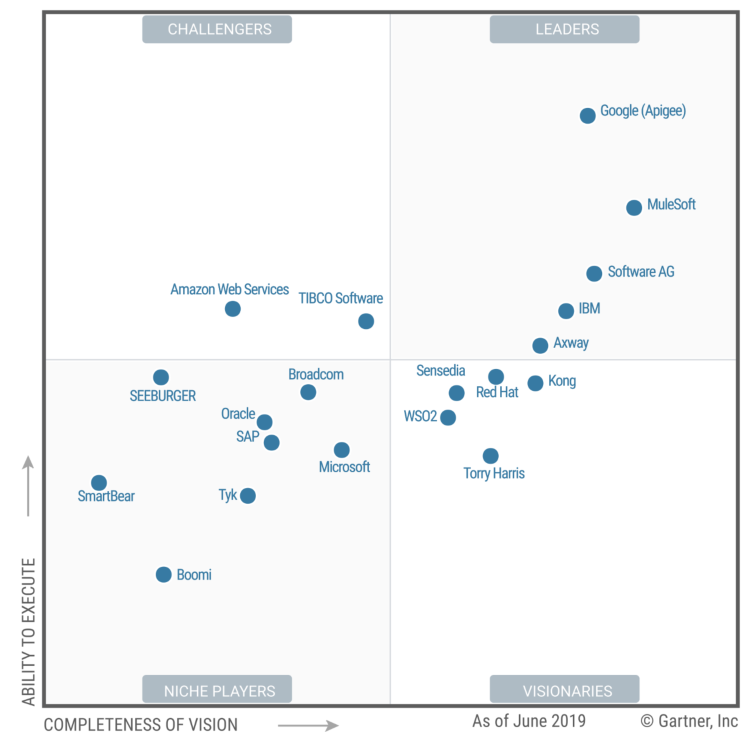 CHALLENGERS
LEADERS
Google (Apigee)
MuleSoft
Software AG
Amazon Web Services
TIBCO Software
IBM
Axway
SEEBURGER
Broadcom
Sensedia
Red Hat
Kong
Oracle
WSO2
SAP
Microsoft
Torry Harris
SmartBear
Tyk
Boomi
ABILITY TO EXECUTE
NICHE PLAYERS
VISIONARIES
COMPLETENESS OF VISION
As of June 2019
© Gartner, Inc